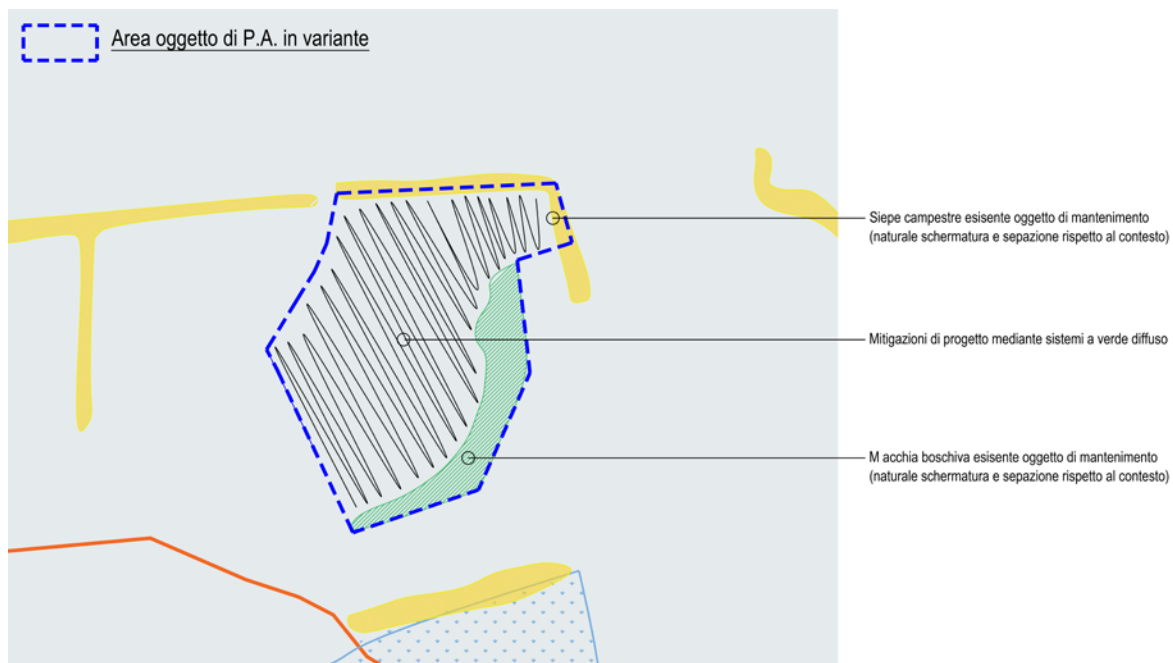 Area oggetto di P.A. in variante
Siepe campestre esisente oggetto di mantenimento
(naturale schermatura e sepazione rispetto al contesto)
Mitigazioni di progetto mediante sistemi a verde diffuso
M acchia boschiva esisente oggetto di mantenimento
(naturale schermatura e sepazione rispetto al contesto)